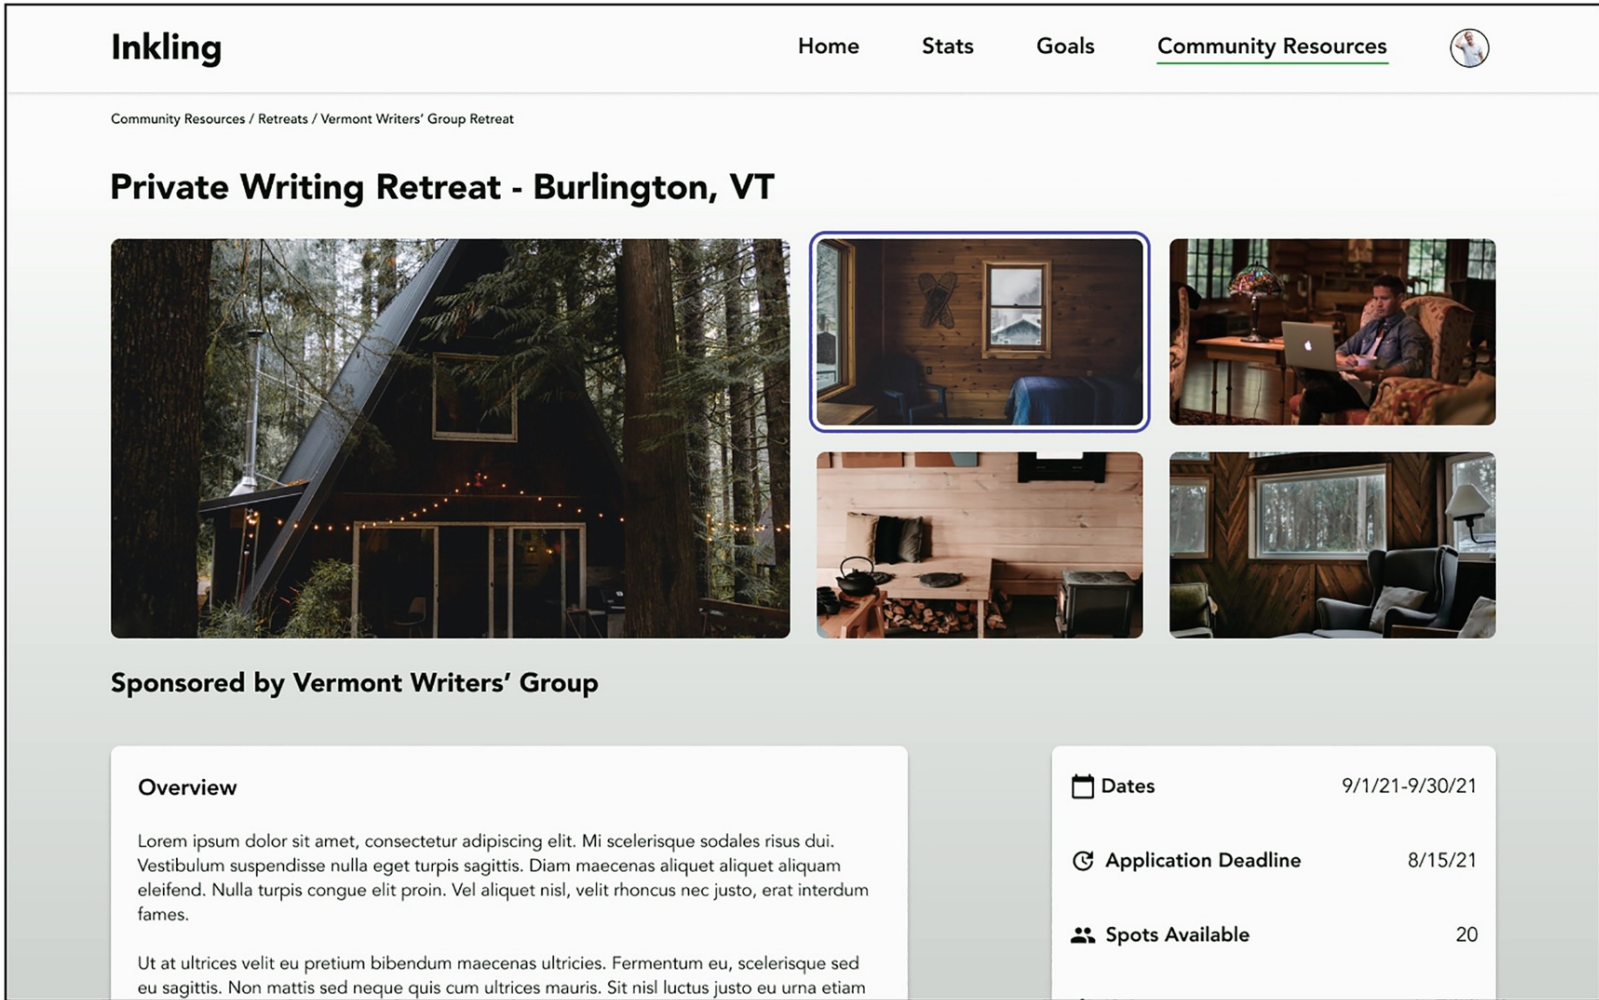 Inkling
Home
Stats
Goals
Community Resources
Community Resources / Retreats / Vermont Writers’ Group Retreat
Private Writing Retreat - Burlington, VT
Sponsored by Vermont Writers’ Group
Overview
Lorem ipsum dolor sit amet, consectetur adipiscing elit. Mi scelerisque sodales risus dui.
Vestibulum suspendisse nulla eget turpis sagittis. Diam maecenas aliquet aliquet aliquam
eleifend. Nulla turpis congue elit proin. Vel aliquet nisl, velit rhoncus nec justo, erat interdum
fames.
Ut at ultrices velit eu pretium bibendum maecenas ultricies. Fermentum eu, scelerisque sed
eu sagittis. Non mattis sed neque quis cum ultrices mauris. Sit nisl luctus justo eu urna etiam
Dates 9/1/21-9/30/21
Application Deadline 8/15/21
Spots Available 20